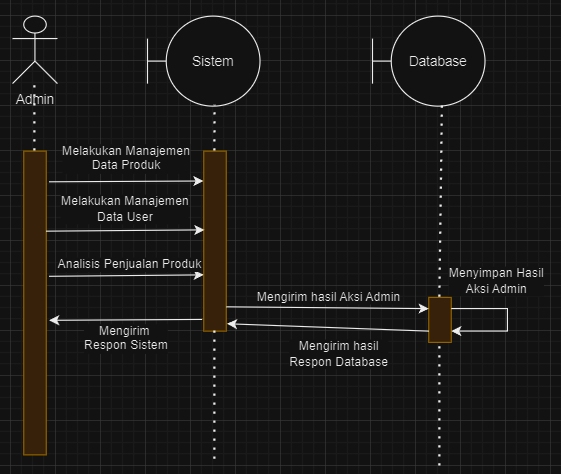 Admin
Sistem
Database
Melakukan Manajemen
Data Produk
Melakukan Manajemen
Data User
Analisis Penjualan Produk
Menyimpan Hasil
Aksi Admin
Mengirim hasil Aksi Admin
Mengirim
Respon Sistem
Mengirim hasil
Respon Database